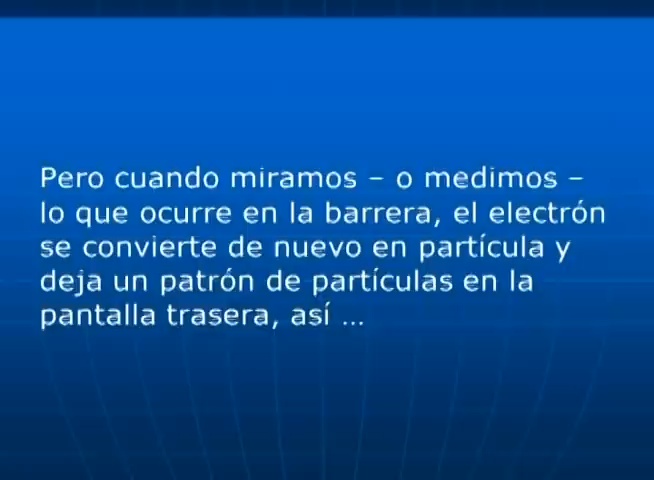 Pero cuando miramos – o medimos –
lo que ocurre en la barrera, el electrón
se convierte de nuevo en partícula y
deja un patrón de partículas en la
pantalla trasera, así ...